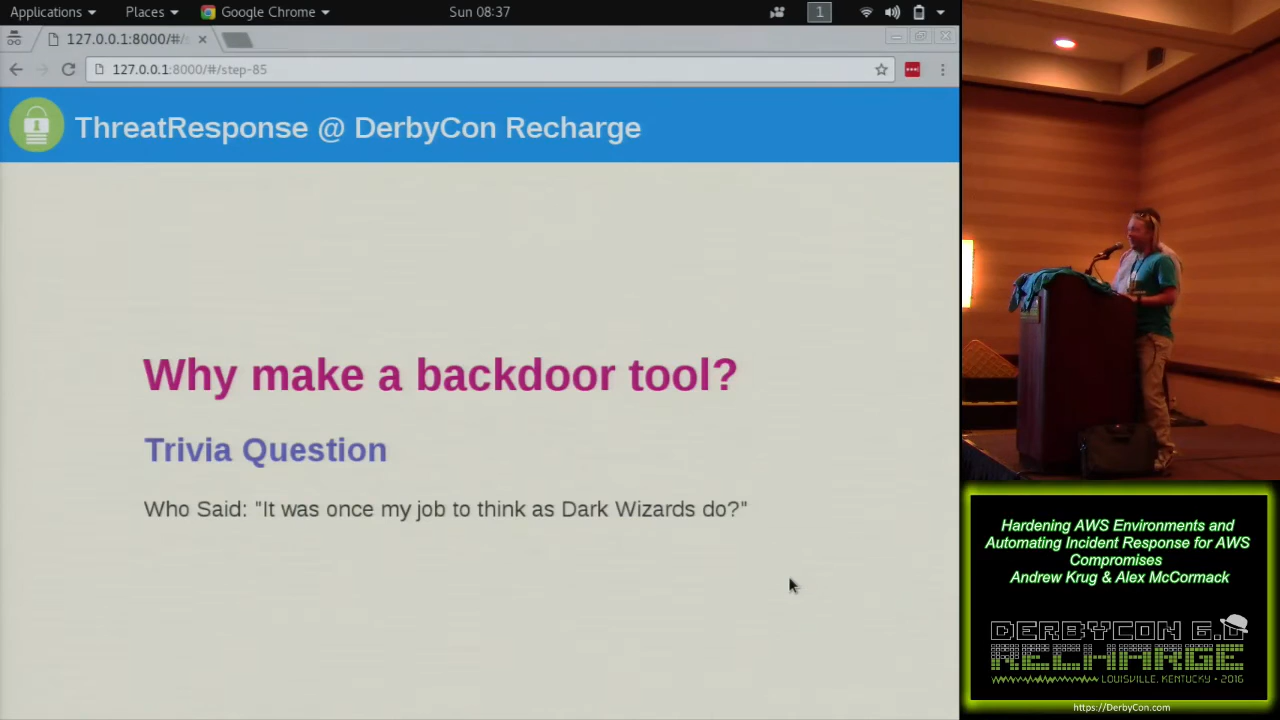 Applications
Places
Google Chrome
Sun 08:37
1
127.0.0.1:8000/#/s
127.0.0.1:8000/#/step-85
ThreatResponse @ DerbyCon Recharge
Why make a backdoor tool?
Trivia Question
Who Said: "It was once my job to think as Dark Wizards do?"
Hardening AWS Environments and
Automating Incident Response for AWS
Compromises
Andrew Krug & Alex McCormack
DERBYCON 6.0
RECHARGE
LOUISVILLE, KENTUCKY • 2016
https://DerbyCon.com